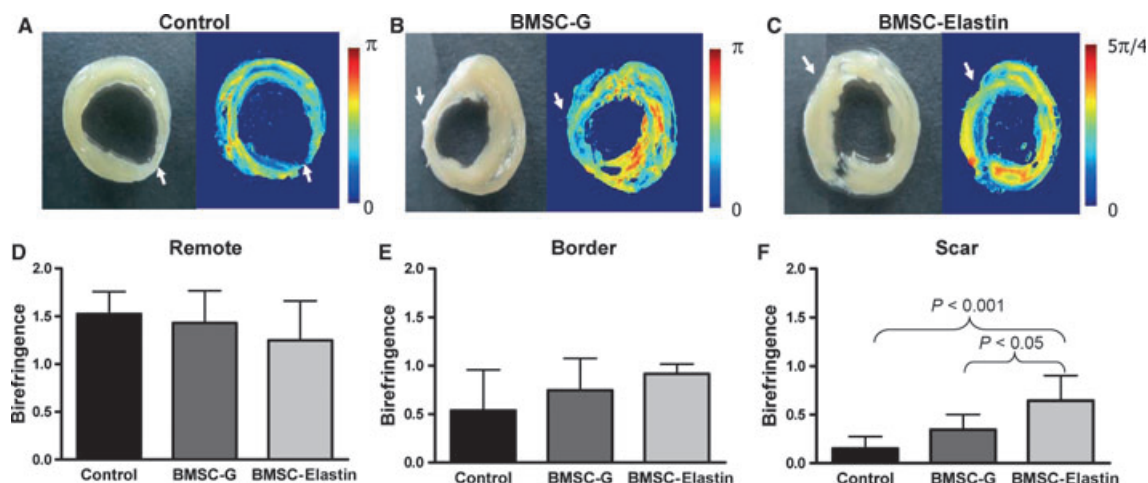 A Control
π
0
B BMSC-G
π
0
C BMSC-Elastin
5π/4
0
D Remote
Birefringence
2.0
1.5
1.0
0.5
0.0
Control BMSC-G BMSC-Elastin
E Border
Birefringence
2.0
1.5
1.0
0.5
0.0
Control BMSC-G BMSC-Elastin
F Scar
Birefringence
2.0
1.5
1.0
0.5
0.0
P < 0.001
P < 0.05
Control BMSC-G BMSC-Elastin